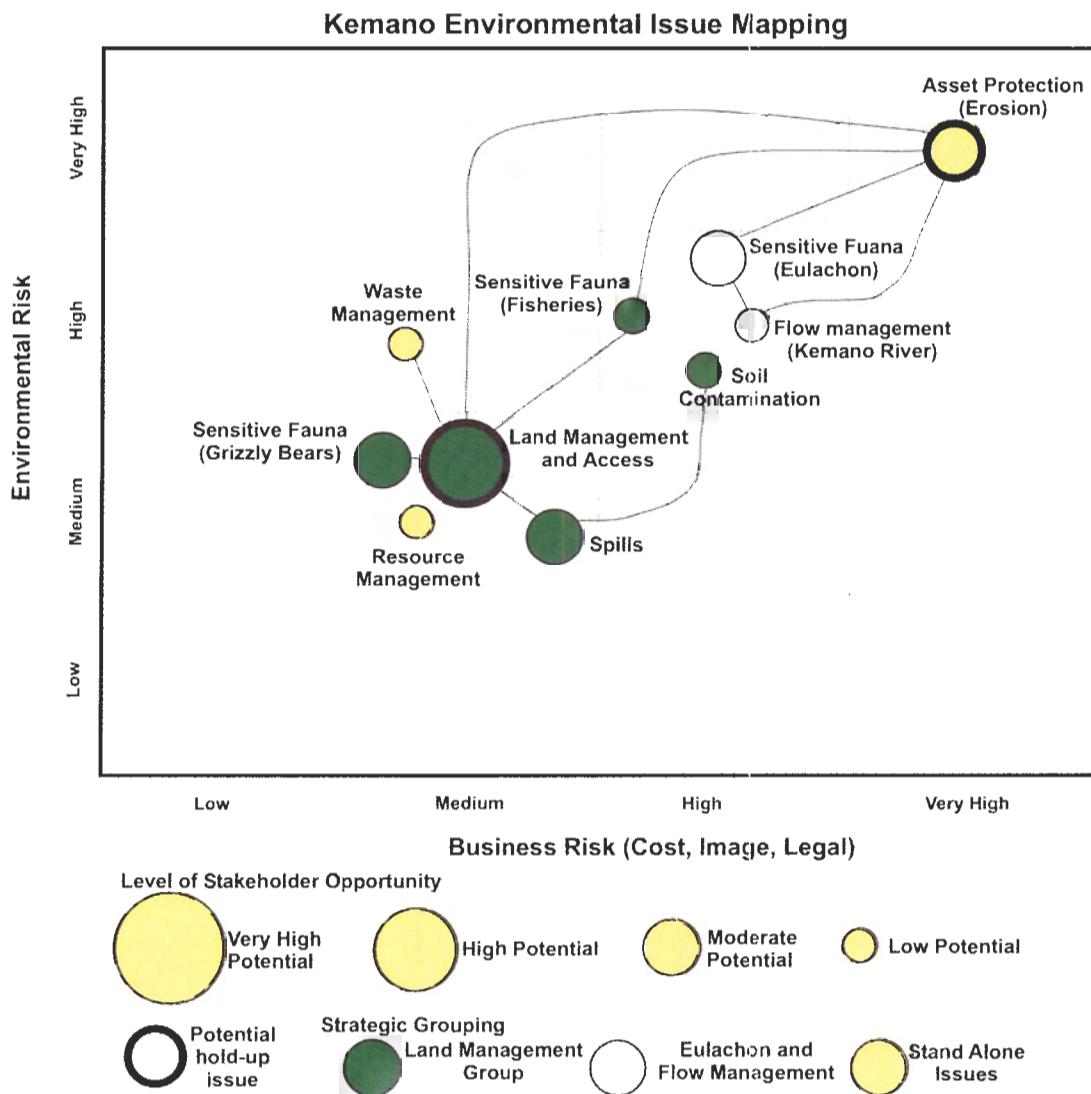 Kemano Environmental Issue Mapping
Asset Protection
(Erosion)
Very High
Sensitive Fuana
(Eulachon)
Sensitive Fauna
(Fisheries)
Waste
Management
High
Flow management
(Kemano River)
Environmental Risk
Soil
Contamination
Sensitive Fauna
(Grizzly Bears)
Land Management
and Access
Medium
Resource
Management
Spills
Low
Low
Medium
High
Very High
Business Risk (Cost, Image, Legal)
Level of Stakeholder Opportunity
Very High
Potential
High Potential
Moderate
Potential
Low Potential
Potential
hold-up
issue
Strategic Grouping
Land Management
Group
Eulachon and
Flow Management
Stand Alone
Issues